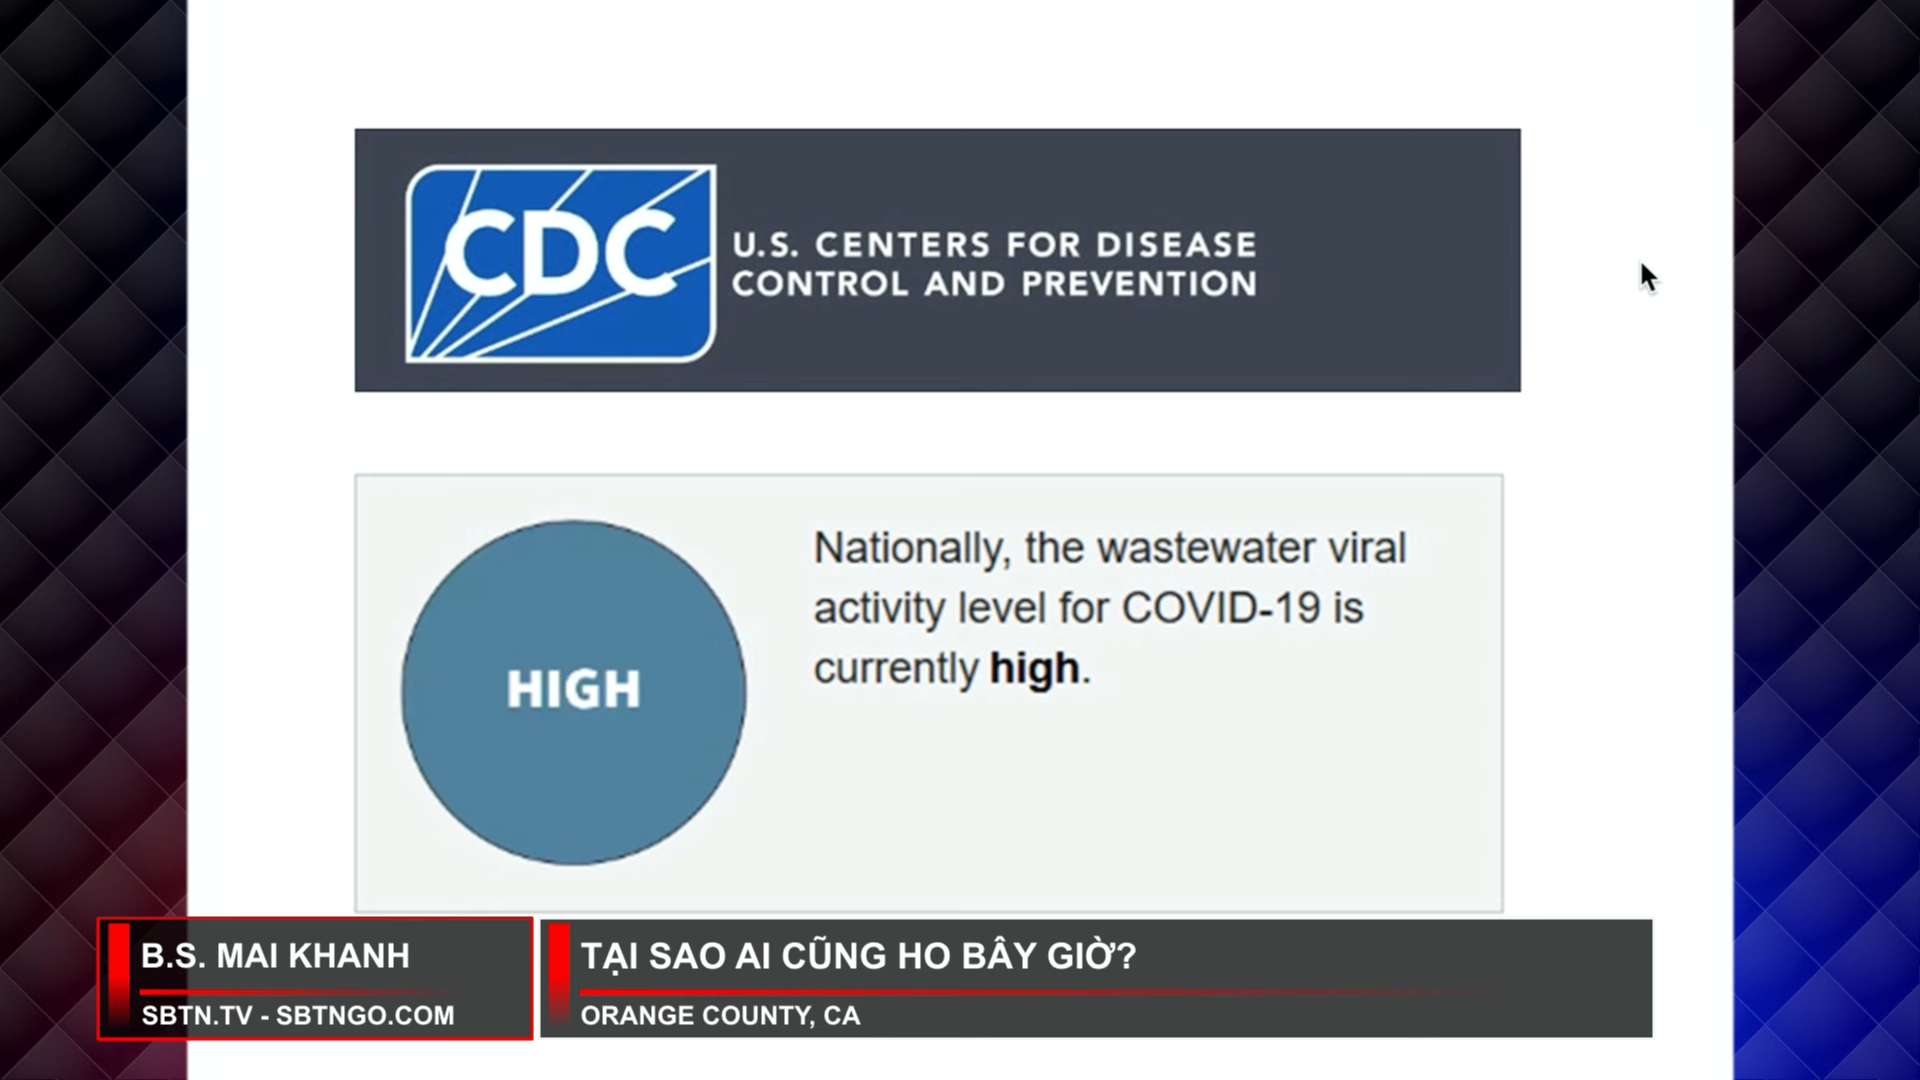 CDC
U.S. CENTERS FOR DISEASE
CONTROL AND PREVENTION
HIGH
Nationally, the wastewater viral
activity level for COVID-19 is
currently high.
B.S. MAI KHANH
SBTN.TV - SBTNGO.COM
TẠI SAO AI CŨNG HO BÂY GIỜ?
ORANGE COUNTY, CA